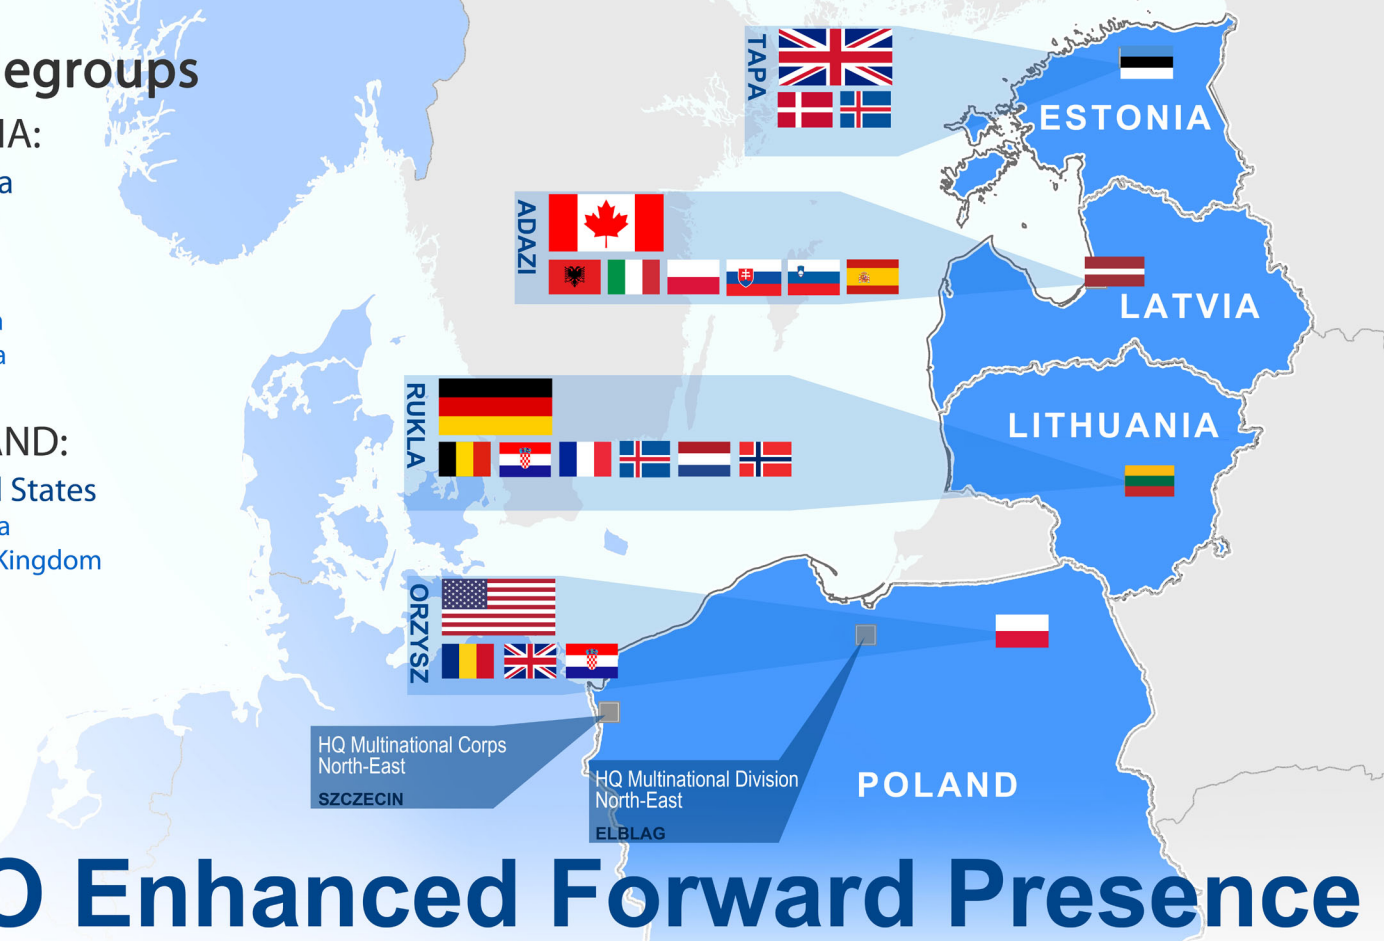 egroups
IA:
a
a
a
AND:
States
a
Kingdom
TAPA
ESTONIA
ADAZI
LATVIA
RUKLA
LITHUANIA
ORZYSZ
HQ Multinational Corps
North-East
SZCZECIN
HQ Multinational Division
North-East
ELBLAG
POLAND
O Enhanced Forward Presence